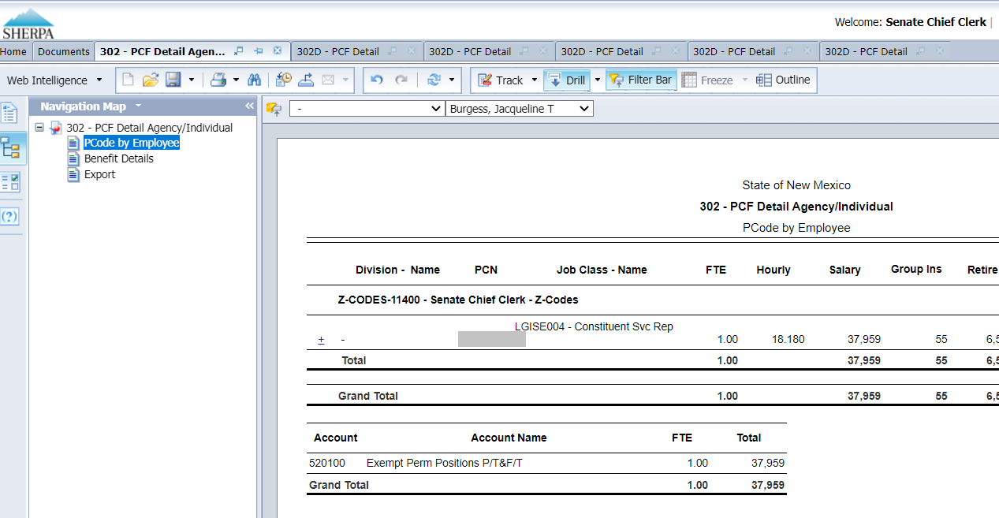 SHERPA
Welcome: Senate Chief Clerk |
Home Documents 302 - PCF Detail Agen... 302D - PCF Detail 302D - PCF Detail 302D - PCF Detail 302D - PCF Detail 302D - PCF Detail
Web Intelligence Track Drill Filter Bar Freeze Outline
Navigation Map «
- Burgess, Jacqueline T
302 - PCF Detail Agency/Individual
PCode by Employee
Benefit Details
Export
State of New Mexico
302 - PCF Detail Agency/Individual
PCode by Employee
Division - Name PCN Job Class - Name FTE Hourly Salary Group Ins Retire
Z-CODES-11400 - Senate Chief Clerk - Z-Codes
LGISE004 - Constituent Svc Rep
+ - 1.00 18.180 37,959 55 6,5
Total 1.00 37,959 55 6,5
Grand Total 1.00 37,959 55 6,5
Account Account Name FTE Total
520100 Exempt Perm Positions P/T&F/T 1.00 37,959
Grand Total 1.00 37,959